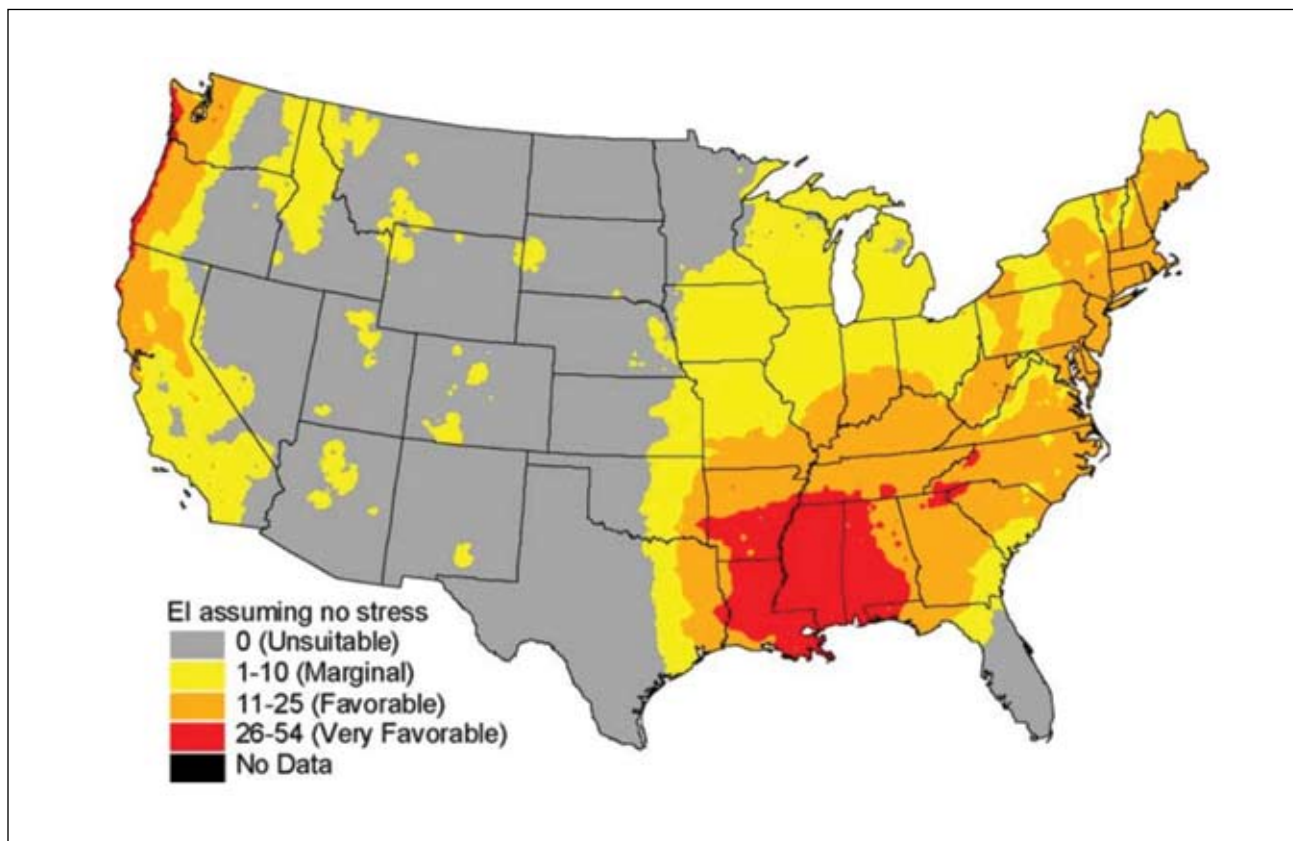 EI assuming no stress
0 (Unsuitable)
1-10 (Marginal)
11-25 (Favorable)
26-54 (Very Favorable)
No Data